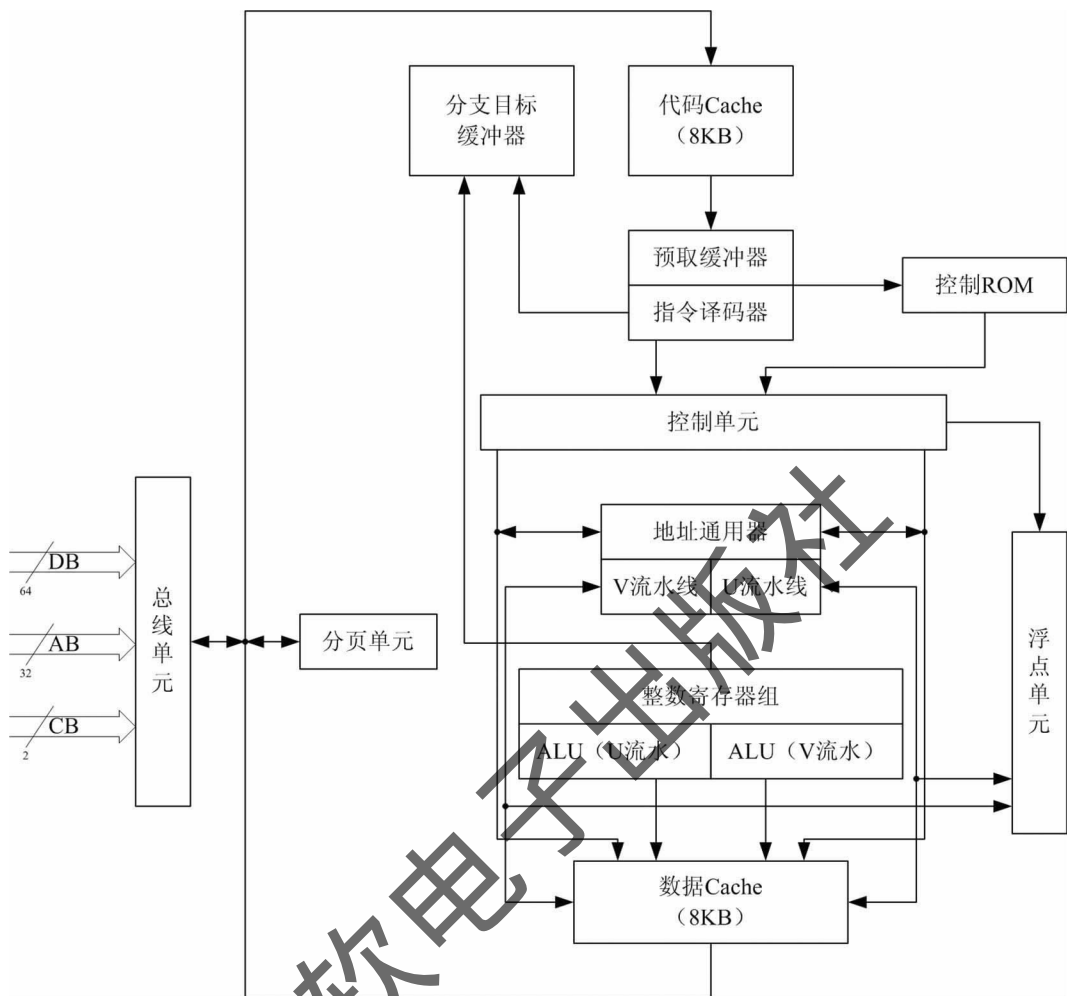 分支目标
缓冲器
代码Cache
（8KB）
预取缓冲器
指令译码器
控制ROM
控制单元
地址通用器
V流水线
U流水线
DB
64
AB
32
CB
2
总线单元
分页单元
整数寄存器组
ALU（U流水）
ALU（V流水）
浮点单元
数据Cache
（8KB）
软电子出版社